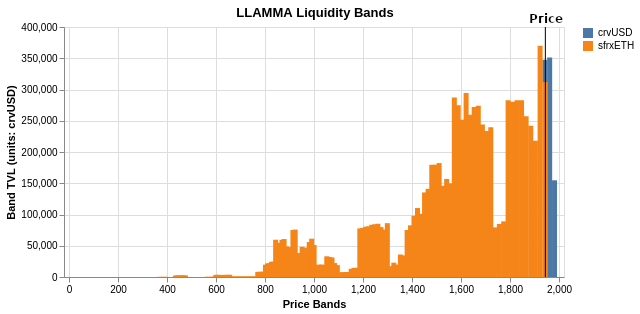 LLAMMA Liquidity Bands
Price
400,000
350,000
300,000
250,000
200,000
150,000
100,000
50,000
0
Band TVL (units: crvUSD)
0 200 400 600 800 1,000 1,200 1,400 1,600 1,800 2,000
Price Bands
crvUSD
sfrxETH